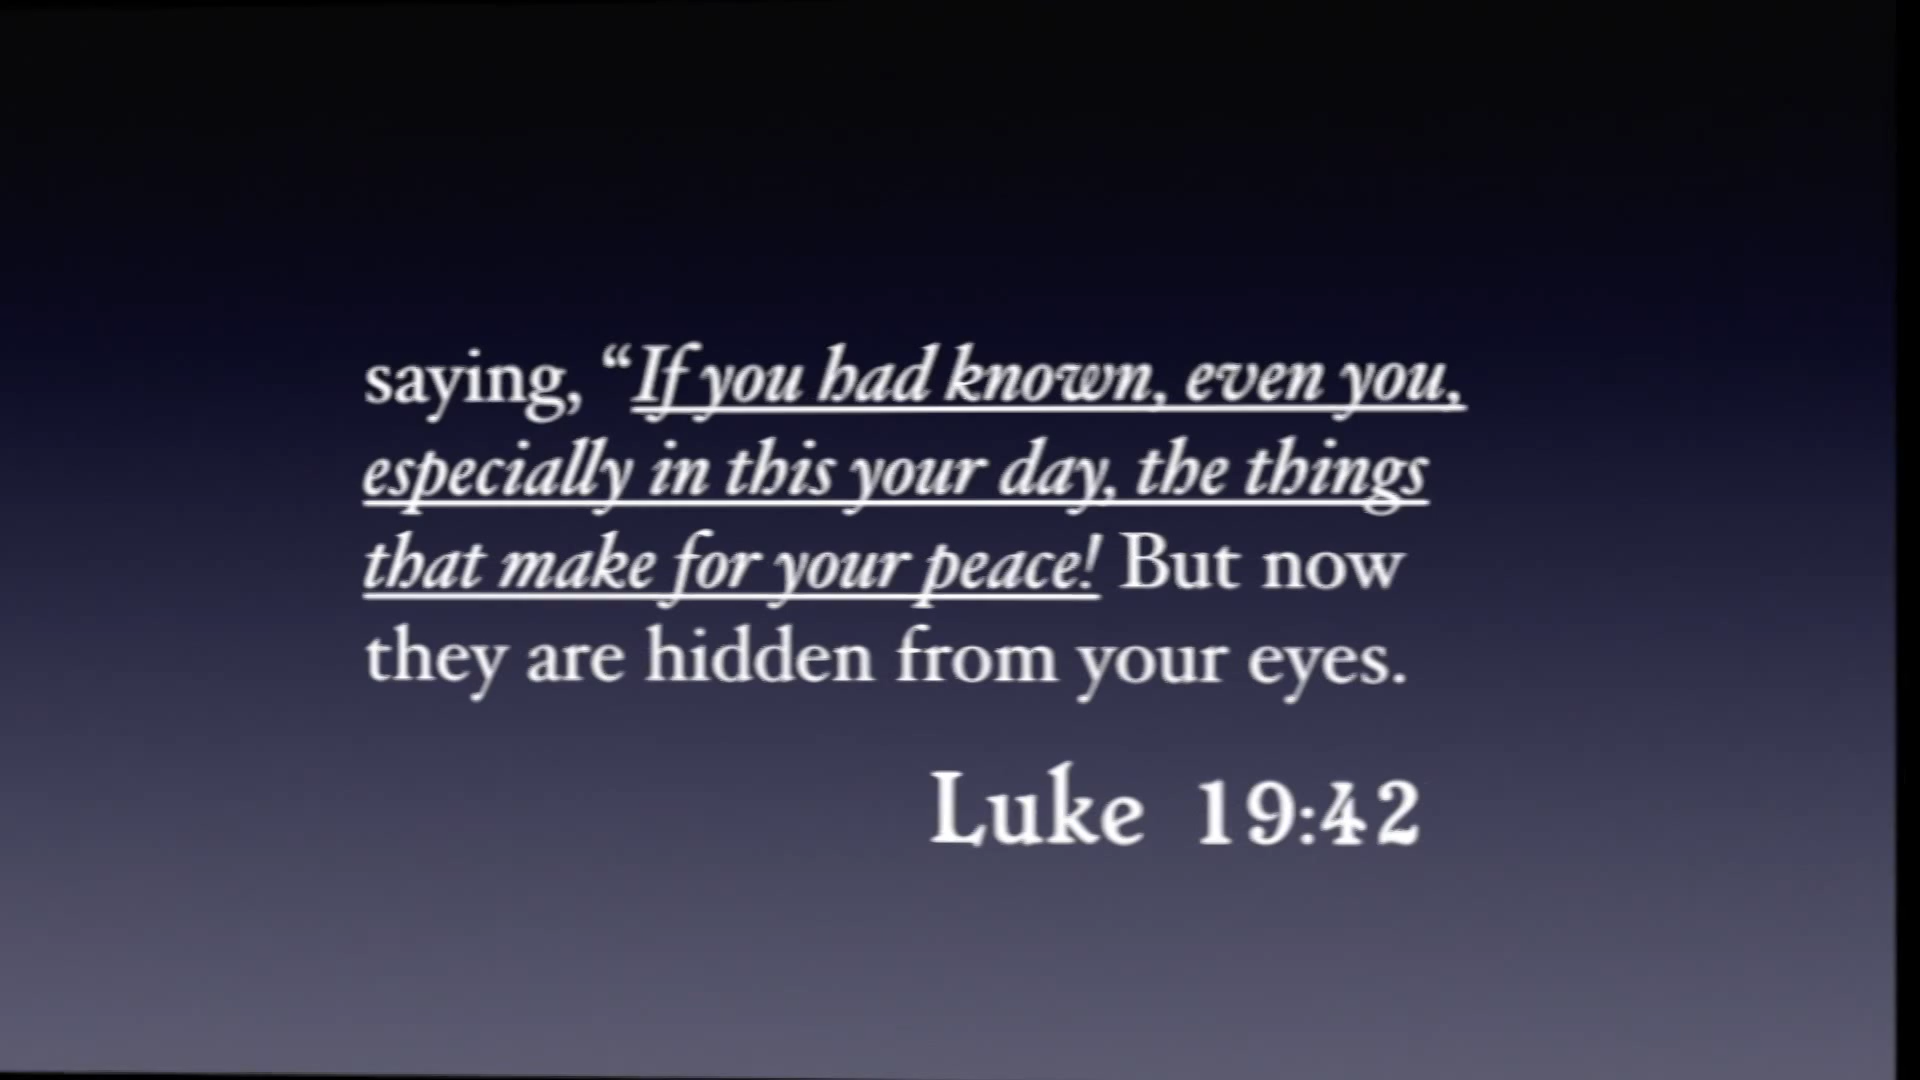 saying, “If you had known, even you,
especially in this your day, the things
that make for your peace! But now
they are hidden from your eyes.
Luke 19:42